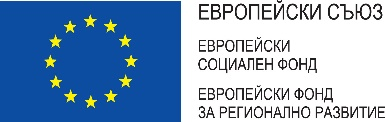 ЕВРОПЕЙСКИ СЪЮЗ
ЕВРОПЕЙСКИ
СОЦИАЛЕН ФОНД
ЕВРОПЕЙСКИ ФОНД
ЗА РЕГИОНАЛНО РАЗВИТИЕ